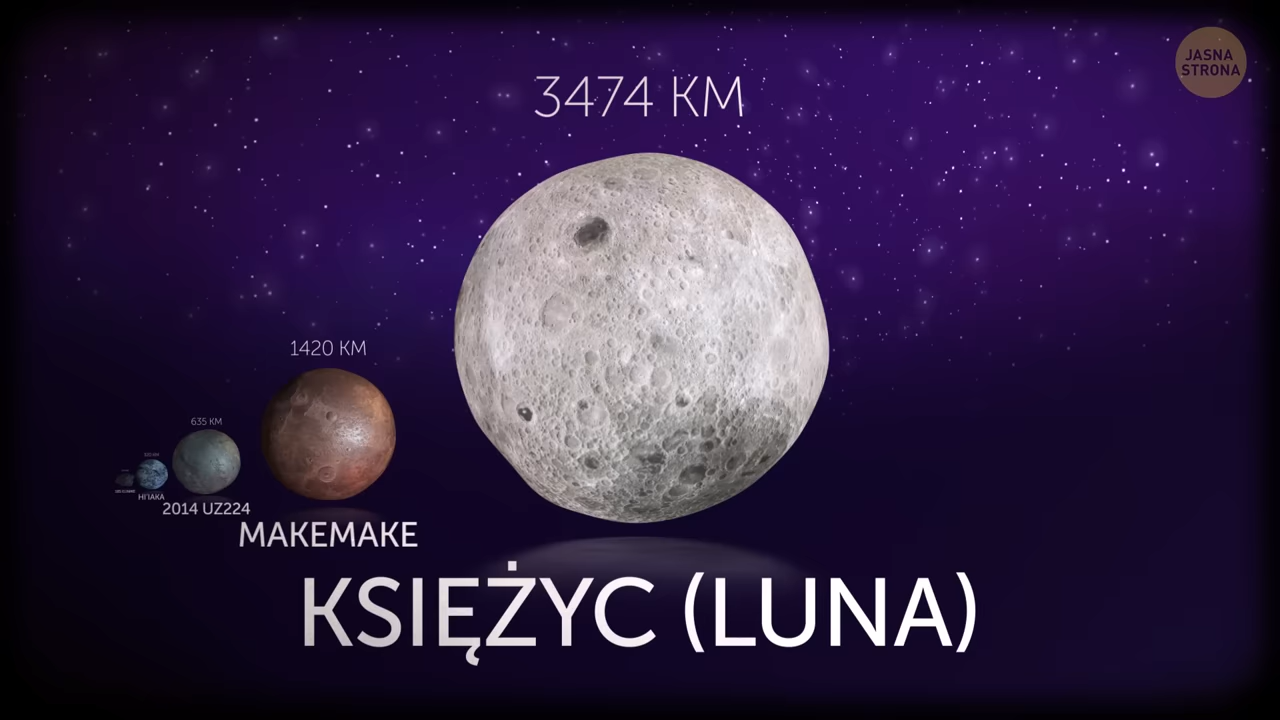 JASNA
STRONA
3474 KM
1420 KM
635 KM
HI'IAKA
2014 UZ224
MAKEMAKE
KSIĘŻYC (LUNA)